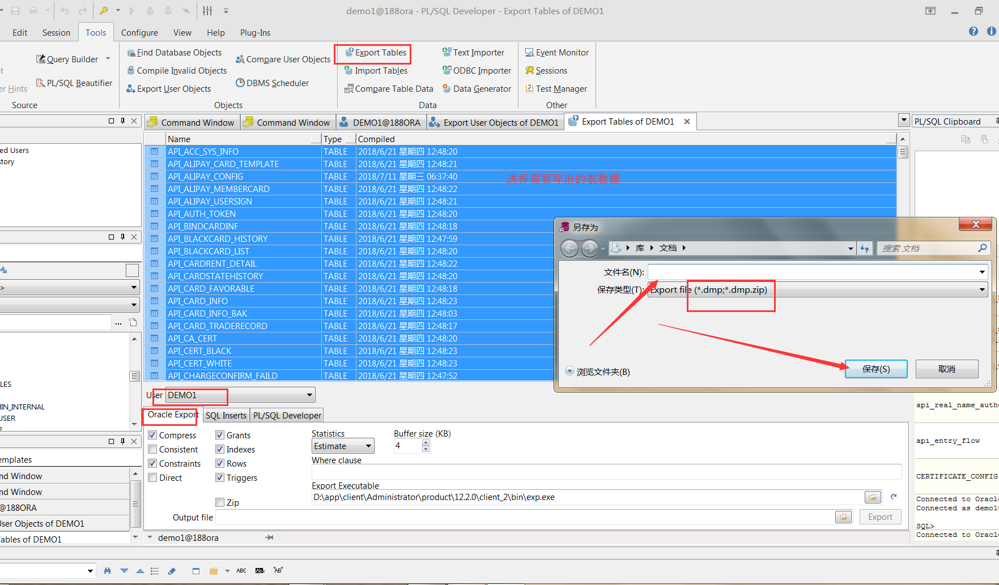 demo1@188ora - PL/SQL Developer - Export Tables of DEMO1
Edit Session Tools Configure View Help Plug-Ins
Query Builder
PL/SQL Beautifier
er Hints
Source
Find Database Objects
Compile Invalid Objects
Export User Objects
Compare User Objects
DBMS Scheduler
Objects
Export Tables
Import Tables
Compare Table Data
Text Importer
ODBC Importer
Data Generator
Data
Event Monitor
Sessions
Test Manager
Other
Command Window
Command Window
DEMO1@188ORA
Export User Objects of DEMO1
Export Tables of DEMO1
PL/SQL Clipboard
ed Users
story
Name Type Compiled
API_ACC_SYS_INFO TABLE 2018/6/21 星期四 12:48:20
API_ALIPAY_CARD_TEMPLATE TABLE 2018/6/21 星期四 12:48:21
API_ALIPAY_CONFIG TABLE 2018/7/11 星期三 06:37:40
API_ALIPAY_MEMBERCARD TABLE 2018/6/21 星期四 12:48:22
API_ALIPAY_USERSIGN TABLE 2018/6/21 星期四 12:48:21
API_AUTH_TOKEN TABLE 2018/6/21 星期四 12:48:20
API_BINDCARDINF TABLE 2018/6/21 星期四 12:48:18
API_BLACKCARD_HISTORY TABLE 2018/6/21 星期四 12:47:59
API_BLACKCARD_LIST TABLE 2018/6/21 星期四 12:48:20
API_CARDRENT_DETAIL TABLE 2018/6/21 星期四 12:48:22
API_CARDSTATEHISTORY TABLE 2018/6/21 星期四 12:48:20
API_CARD_FAVORABLE TABLE 2018/6/21 星期四 12:48:18
API_CARD_INFO TABLE 2018/6/21 星期四 12:48:23
API_CARD_INFO_BAK TABLE 2018/6/21 星期四 12:48:03
API_CARD_TRADERECORD TABLE 2018/6/21 星期四 12:48:17
API_CA_CERT TABLE 2018/6/21 星期四 12:48:20
API_CERT_BLACK TABLE 2018/6/21 星期四 12:48:23
API_CERT_WHITE TABLE 2018/6/21 星期四 12:48:23
API_CHARGECONFIRM_FAILD TABLE 2018/6/21 星期四 12:47:52
选择需要导出的表数据
另存为
库 文档
搜索 文档
文件名(N):
保存类型(T): Export file (*.dmp;*.dmp.zip)
浏览文件夹(B)
保存(S)
取消
LES
IN_INTERNAL
USER
User DEMO1
Oracle Export SQL Inserts PL/SQL Developer
Compress
Consistent
Constraints
Direct
Grants
Indexes
Rows
Triggers
Zip
Statistics
Estimate
Buffer size (KB)
4
Where clause
Export Executable
D:\app\client\Administrator\product\12.2.0\client_2\bin\exp.exe
Output file
Export
demo1@188ora
emplates
nd Window
nd Window
@188ORA
User Objects of DEMO1
ables of DEMO1
api_real_name_auth
api_entry_flow
CERTIFICATE_CONFIG
Connected to Oracl
Connected as demo1
SQL>
Connected to Oracl
ABC
"AB"